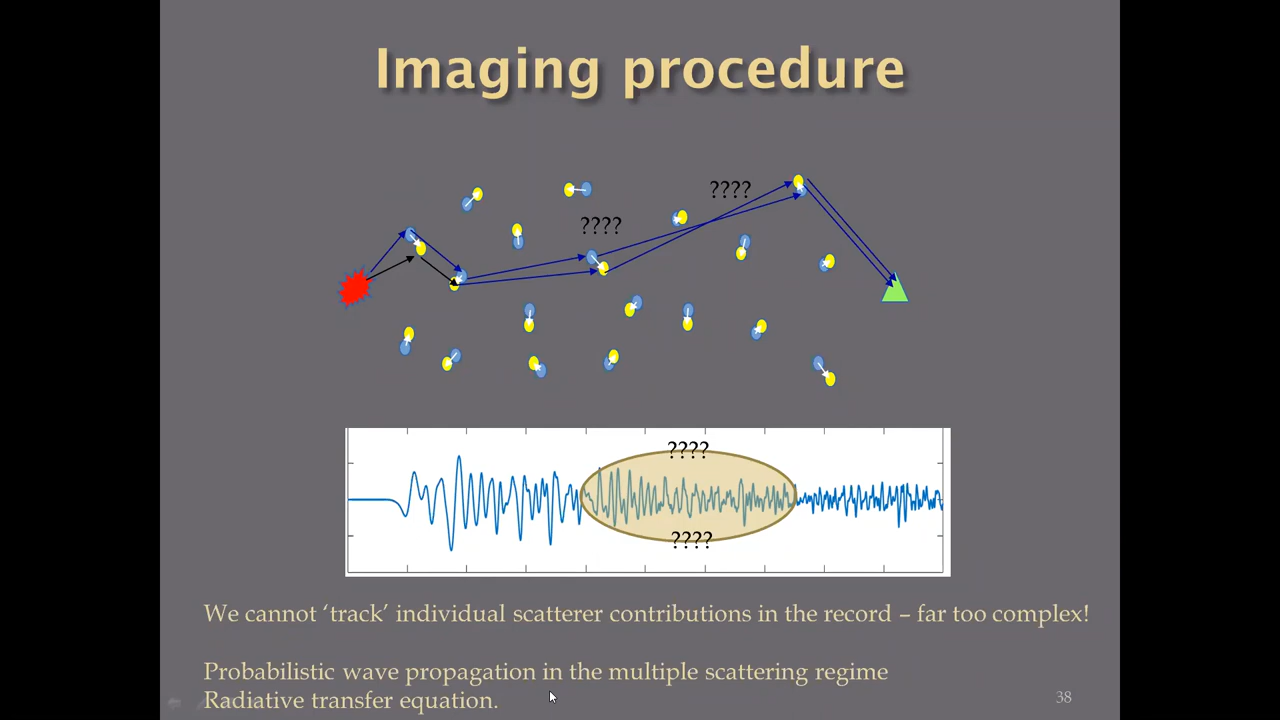 Imaging procedure
????
????
????
????
We cannot ‘track’ individual scatterer contributions in the record – far too complex!
Probabilistic wave propagation in the multiple scattering regime
Radiative transfer equation.
38